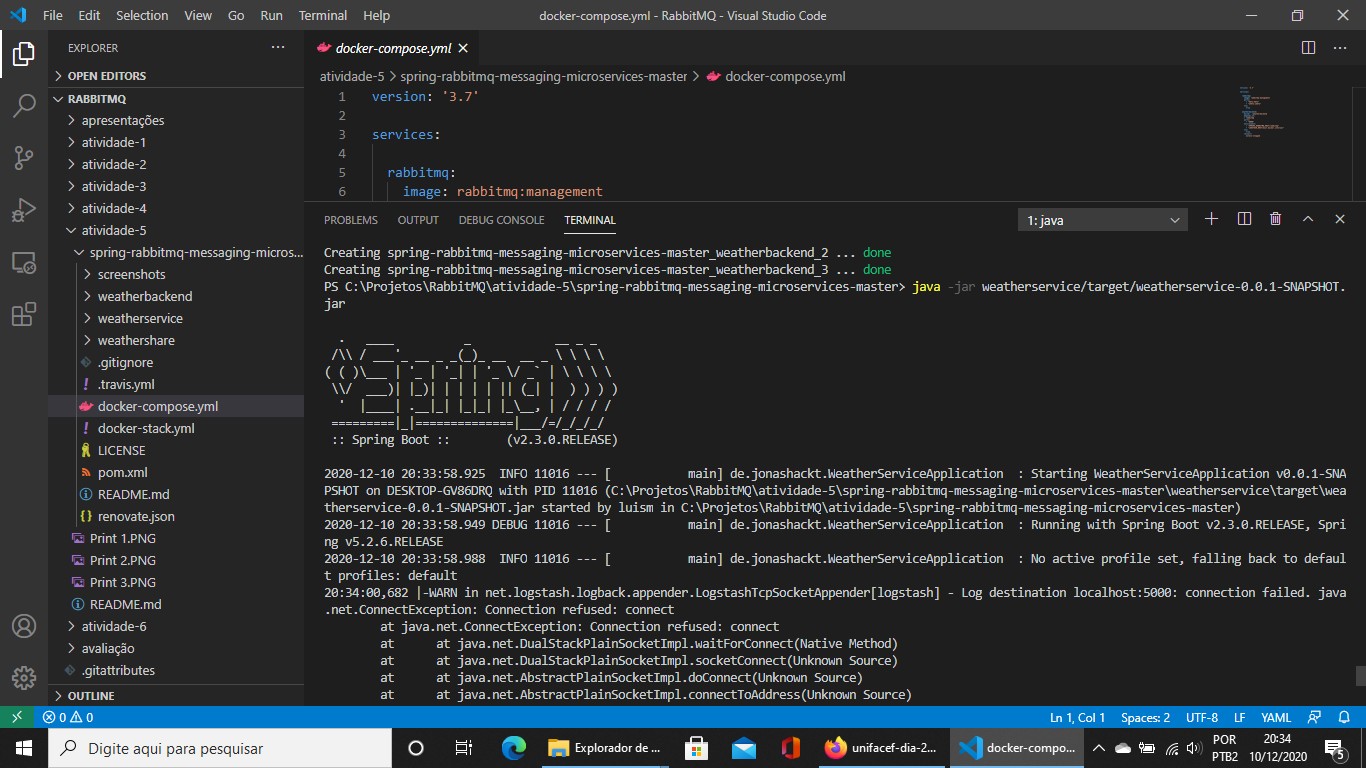 File Edit Selection View Go Run Terminal Help
docker-compose.yml - RabbitMQ - Visual Studio Code
EXPLORER
OPEN EDITORS
RABBITMQ
apresentações
atividade-1
atividade-2
atividade-3
atividade-4
atividade-5
spring-rabbitmq-messaging-micros...
screenshots
weatherbackend
weatherservice
weathershare
.gitignore
.travis.yml
docker-compose.yml
docker-stack.yml
LICENSE
pom.xml
README.md
renovate.json
Print 1.PNG
Print 2.PNG
Print 3.PNG
README.md
atividade-6
avaliação
.gitattributes
OUTLINE
docker-compose.yml
atividade-5 > spring-rabbitmq-messaging-microservices-master > docker-compose.yml
1 version: '3.7'
2
3 services:
4
5 rabbitmq:
6 image: rabbitmq:management
PROBLEMS OUTPUT DEBUG CONSOLE TERMINAL
1: java
Creating spring-rabbitmq-messaging-microservices-master_weatherbackend_2 ... done
Creating spring-rabbitmq-messaging-microservices-master_weatherbackend_3 ... done
PS C:\Projetos\RabbitMQ\atividade-5\spring-rabbitmq-messaging-microservices-master> java -jar weatherservice/target/weatherservice-0.0.1-SNAPSHOT.
jar
:: Spring Boot :: (v2.3.0.RELEASE)
2020-12-10 20:33:58.925 INFO 11016 --- [ main] de.jonashackt.WeatherServiceApplication : Starting WeatherServiceApplication v0.0.1-SNA
PSHOT on DESKTOP-GV86DRQ with PID 11016 (C:\Projetos\RabbitMQ\atividade-5\spring-rabbitmq-messaging-microservices-master\weatherservice\target\wea
therservice-0.0.1-SNAPSHOT.jar started by luism in C:\Projetos\RabbitMQ\atividade-5\spring-rabbitmq-messaging-microservices-master)
2020-12-10 20:33:58.949 DEBUG 11016 --- [ main] de.jonashackt.WeatherServiceApplication : Running with Spring Boot v2.3.0.RELEASE, Spri
ng v5.2.6.RELEASE
2020-12-10 20:33:58.988 INFO 11016 --- [ main] de.jonashackt.WeatherServiceApplication : No active profile set, falling back to defaul
t profiles: default
20:34:00,682 |-WARN in net.logstash.logback.appender.LogstashTcpSocketAppender[logstash] - Log destination localhost:5000: connection failed. java
.net.ConnectException: Connection refused: connect
at java.net.ConnectException: Connection refused: connect
at at java.net.DualStackPlainSocketImpl.waitForConnect(Native Method)
at at java.net.DualStackPlainSocketImpl.socketConnect(Unknown Source)
at at java.net.AbstractPlainSocketImpl.doConnect(Unknown Source)
at at java.net.AbstractPlainSocketImpl.connectToAddress(Unknown Source)
0 0 Ln 1, Col 1 Spaces: 2 UTF-8 LF YAML
Digite aqui para pesquisar
Explorador de ...
unifacef-dia-2...
docker-compo...
POR
PTB2
20:34
10/12/2020
5